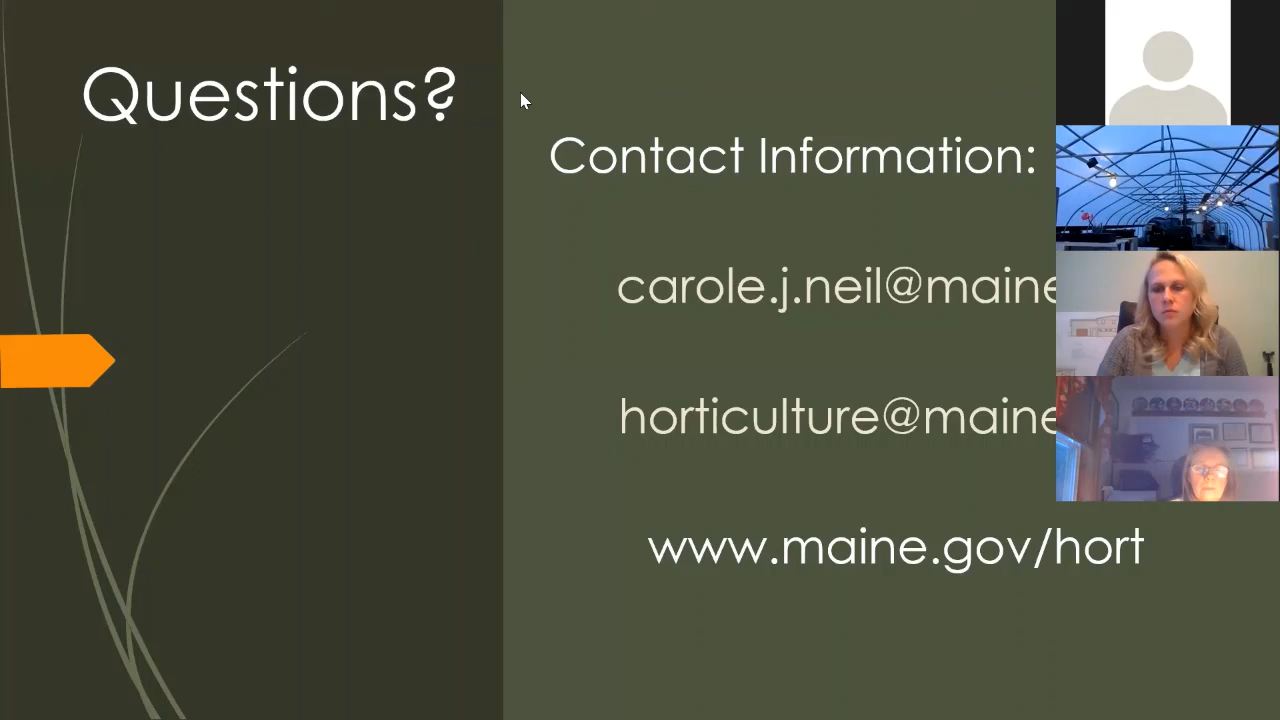 Questions?
Contact Information:
carole.j.neil@maine
horticulture@maine
www.maine.gov/hort